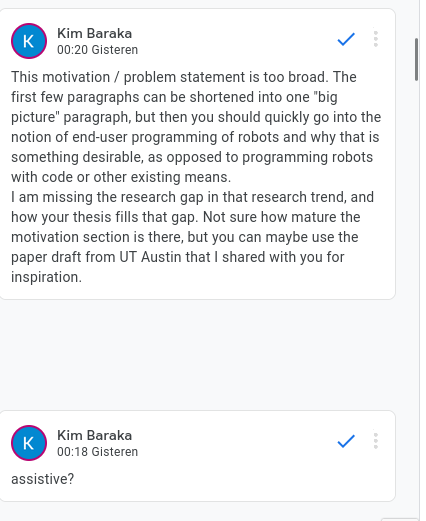 K
Kim Baraka
00:20 Gisteren
This motivation / problem statement is too broad. The
first few paragraphs can be shortened into one "big
picture" paragraph, but then you should quickly go into the
notion of end-user programming of robots and why that is
something desirable, as opposed to programming robots
with code or other existing means.
I am missing the research gap in that research trend, and
how your thesis fills that gap. Not sure how mature the
motivation section is there, but you can maybe use the
paper draft from UT Austin that I shared with you for
inspiration.
K
Kim Baraka
00:18 Gisteren
assistive?